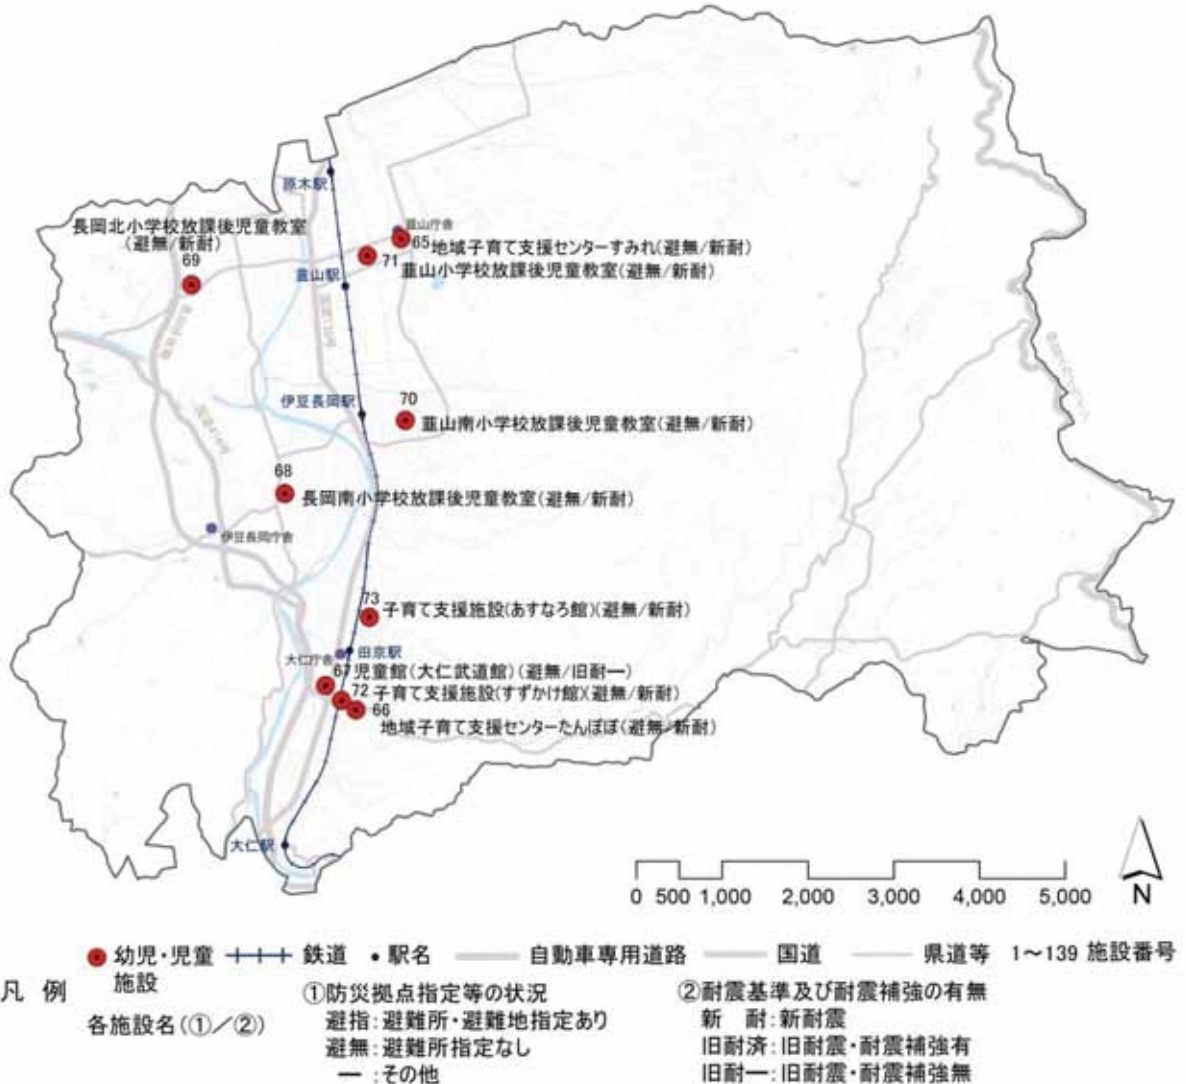 原木駅
長岡北小学校放課後児童教室
(避無/新耐)
69
韮山庁舎
65 地域子育て支援センターすみれ(避無/新耐)
71
韮山小学校放課後児童教室(避無/新耐)
韮山駅
伊豆長岡駅
70
韮山南小学校放課後児童教室(避無/新耐)
68
長岡南小学校放課後児童教室(避無/新耐)
伊豆長岡庁舎
73
子育て支援施設(あすなろ館)(避無/新耐)
田京駅
大仁庁舎
67 児童館(大仁武道館)(避無/旧耐ー)
72 子育て支援施設(すずかけ館)(避無/新耐)
66
地域子育て支援センターたんぽぽ(避無/新耐)
大仁駅
0 500 1,000 2,000 3,000 4,000 5,000
N
凡 例
幼児・児童
施設
鉄道
駅名
自動車専用道路
国道
県道等
1～139 施設番号
各施設名(①/②)
①防災拠点指定等の状況
避指:避難所・避難地指定あり
避無:避難所指定なし
ー :その他
②耐震基準及び耐震補強の有無
新 耐:新耐震
旧耐済:旧耐震・耐震補強有
旧耐ー:旧耐震・耐震補強無